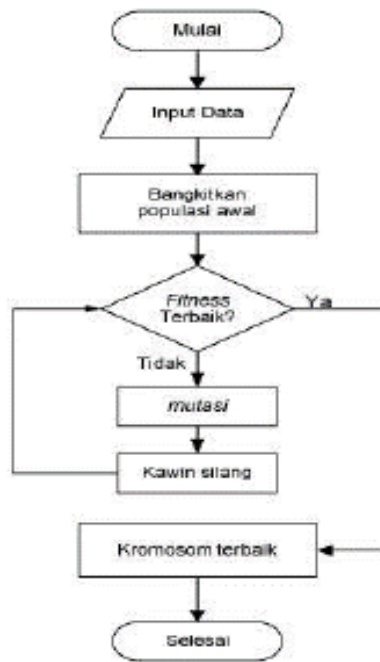 Mulai
Input Data
Bangkitkan
populasi awal
Fitness
Terbaik?
Ya
Tidak
mutasi
Kawin silang
Kromosom terbaik
Selesai